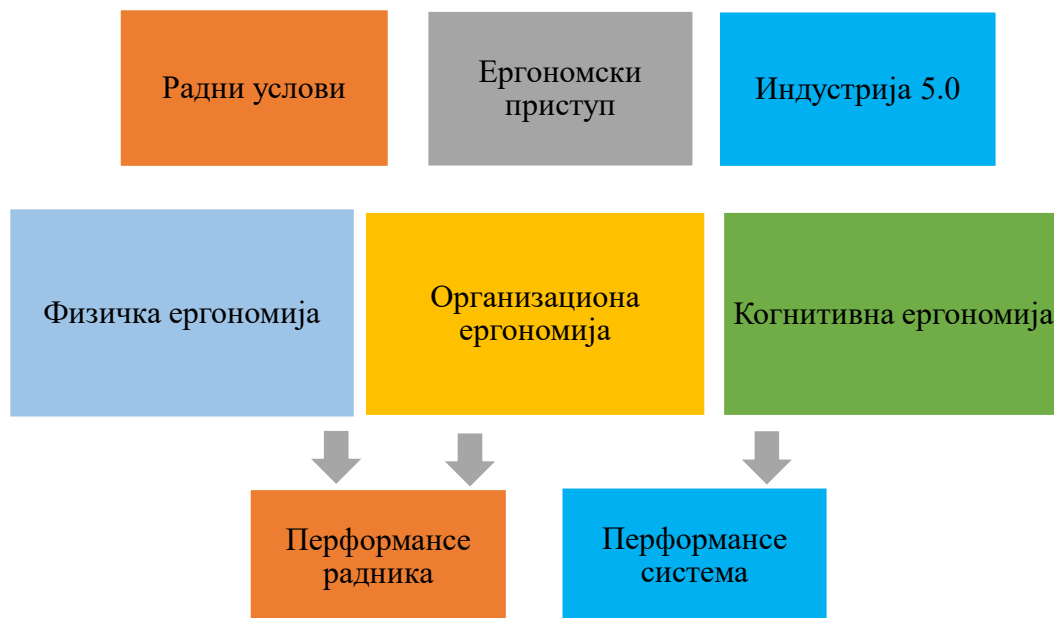 Радни услови
Ергономски
приступ
Индустрија 5.0
Физичка ергономија
Организациона
ергономија
Когнитивна ергономија
Перформансе
радника
Перформансе
система